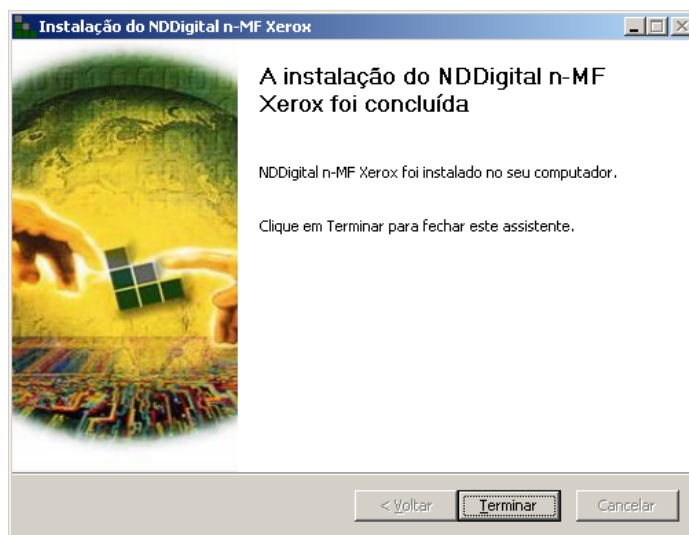 Instalação do NDDigital n-MF Xerox
A instalação do NDDigital n-MF
Xerox foi concluída
NDDigital n-MF Xerox foi instalado no seu computador.
Clique em Terminar para fechar este assistente.
< Voltar
Terminar
Cancelar